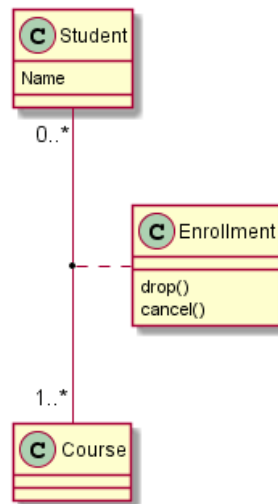 C Student
Name
0..*
C Enrollment
drop()
cancel()
1..*
C Course